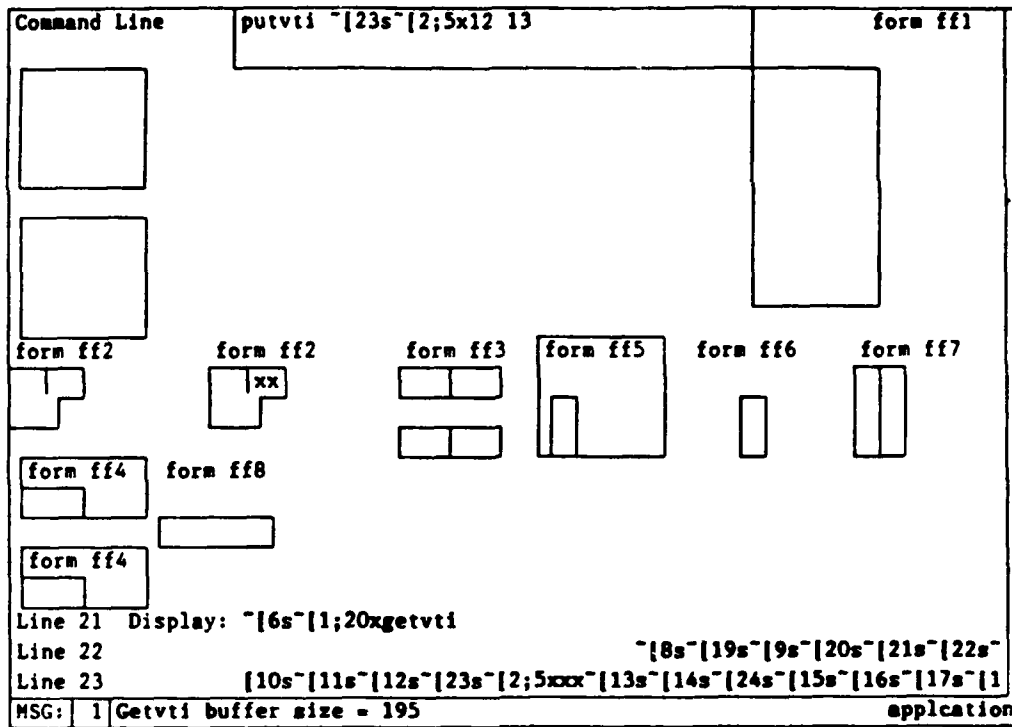 Command Line putvti ~[23s~[2;5x12 13 form ff1
form ff2 form ff2 form ff3 form ff5 form ff6 form ff7
xx
form ff4 form ff8
form ff4
Line 21 Display: ~[6s~[1;20xgetvti
Line 22 ~[8s~[19s~[9s~[20s~[21s~[22s~
Line 23 [10s~[11s~[12s~[23s~[2;5xxx~[13s~[14s~[24s~[15s~[16s~[17s~[1
MSG: 1 Getvti buffer size = 195 applcation